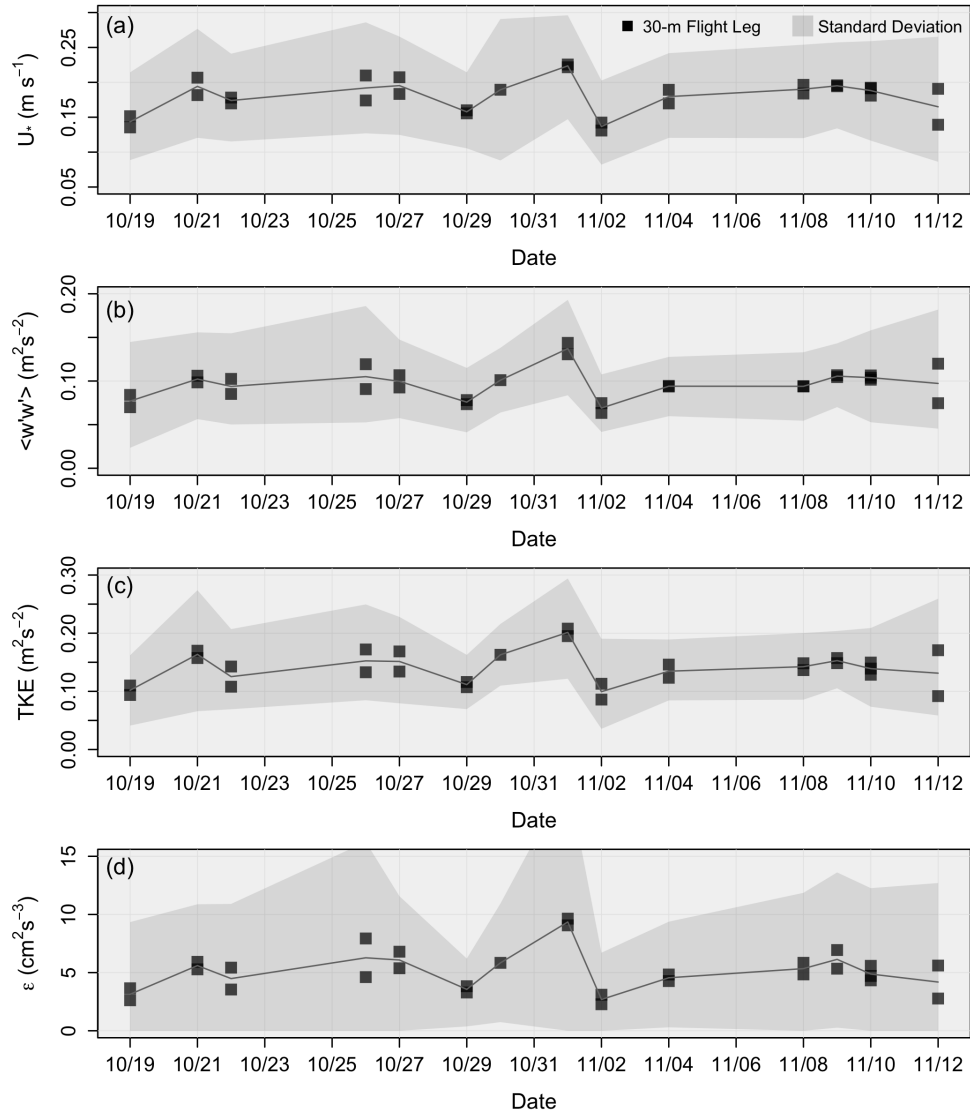 (a)
30-m Flight Leg
Standard Deviation
U* (m s⁻¹)
0.25
0.15
0.05
10/19 10/21 10/23 10/25 10/27 10/29 10/31 11/02 11/04 11/06 11/08 11/10 11/12
Date
(b)
<w'w'> (m²s⁻²)
0.20
0.10
0.00
10/19 10/21 10/23 10/25 10/27 10/29 10/31 11/02 11/04 11/06 11/08 11/10 11/12
Date
(c)
TKE (m²s⁻²)
0.30
0.20
0.10
0.00
10/19 10/21 10/23 10/25 10/27 10/29 10/31 11/02 11/04 11/06 11/08 11/10 11/12
Date
(d)
ε (cm²s⁻³)
15
10
5
0
10/19 10/21 10/23 10/25 10/27 10/29 10/31 11/02 11/04 11/06 11/08 11/10 11/12
Date